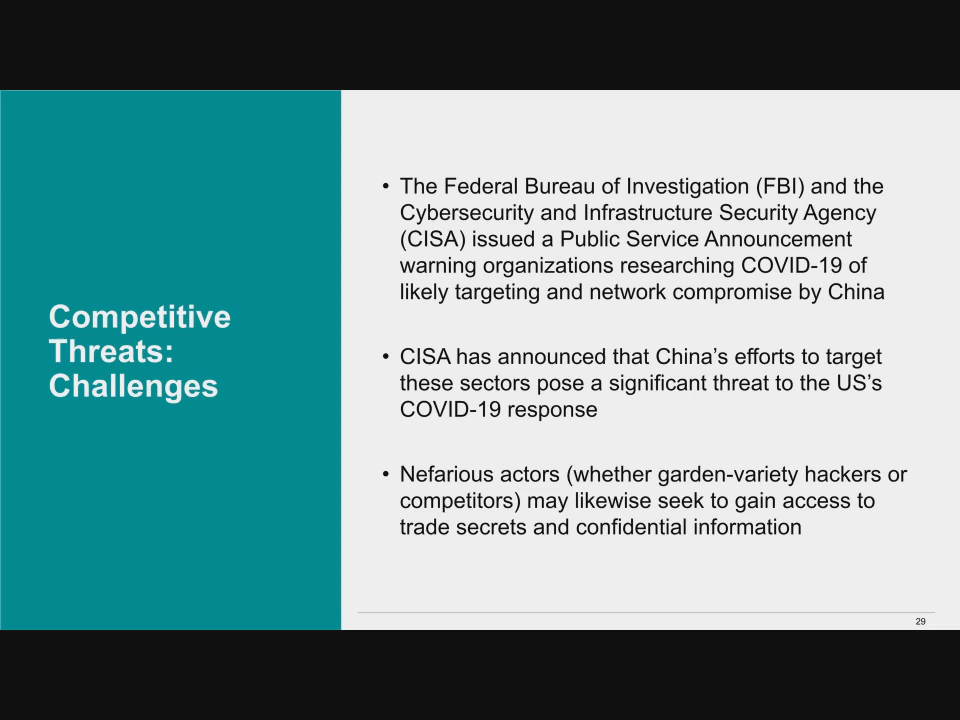 Competitive
Threats:
Challenges
• The Federal Bureau of Investigation (FBI) and the
Cybersecurity and Infrastructure Security Agency
(CISA) issued a Public Service Announcement
warning organizations researching COVID-19 of
likely targeting and network compromise by China
• CISA has announced that China’s efforts to target
these sectors pose a significant threat to the US’s
COVID-19 response
• Nefarious actors (whether garden-variety hackers or
competitors) may likewise seek to gain access to
trade secrets and confidential information
29